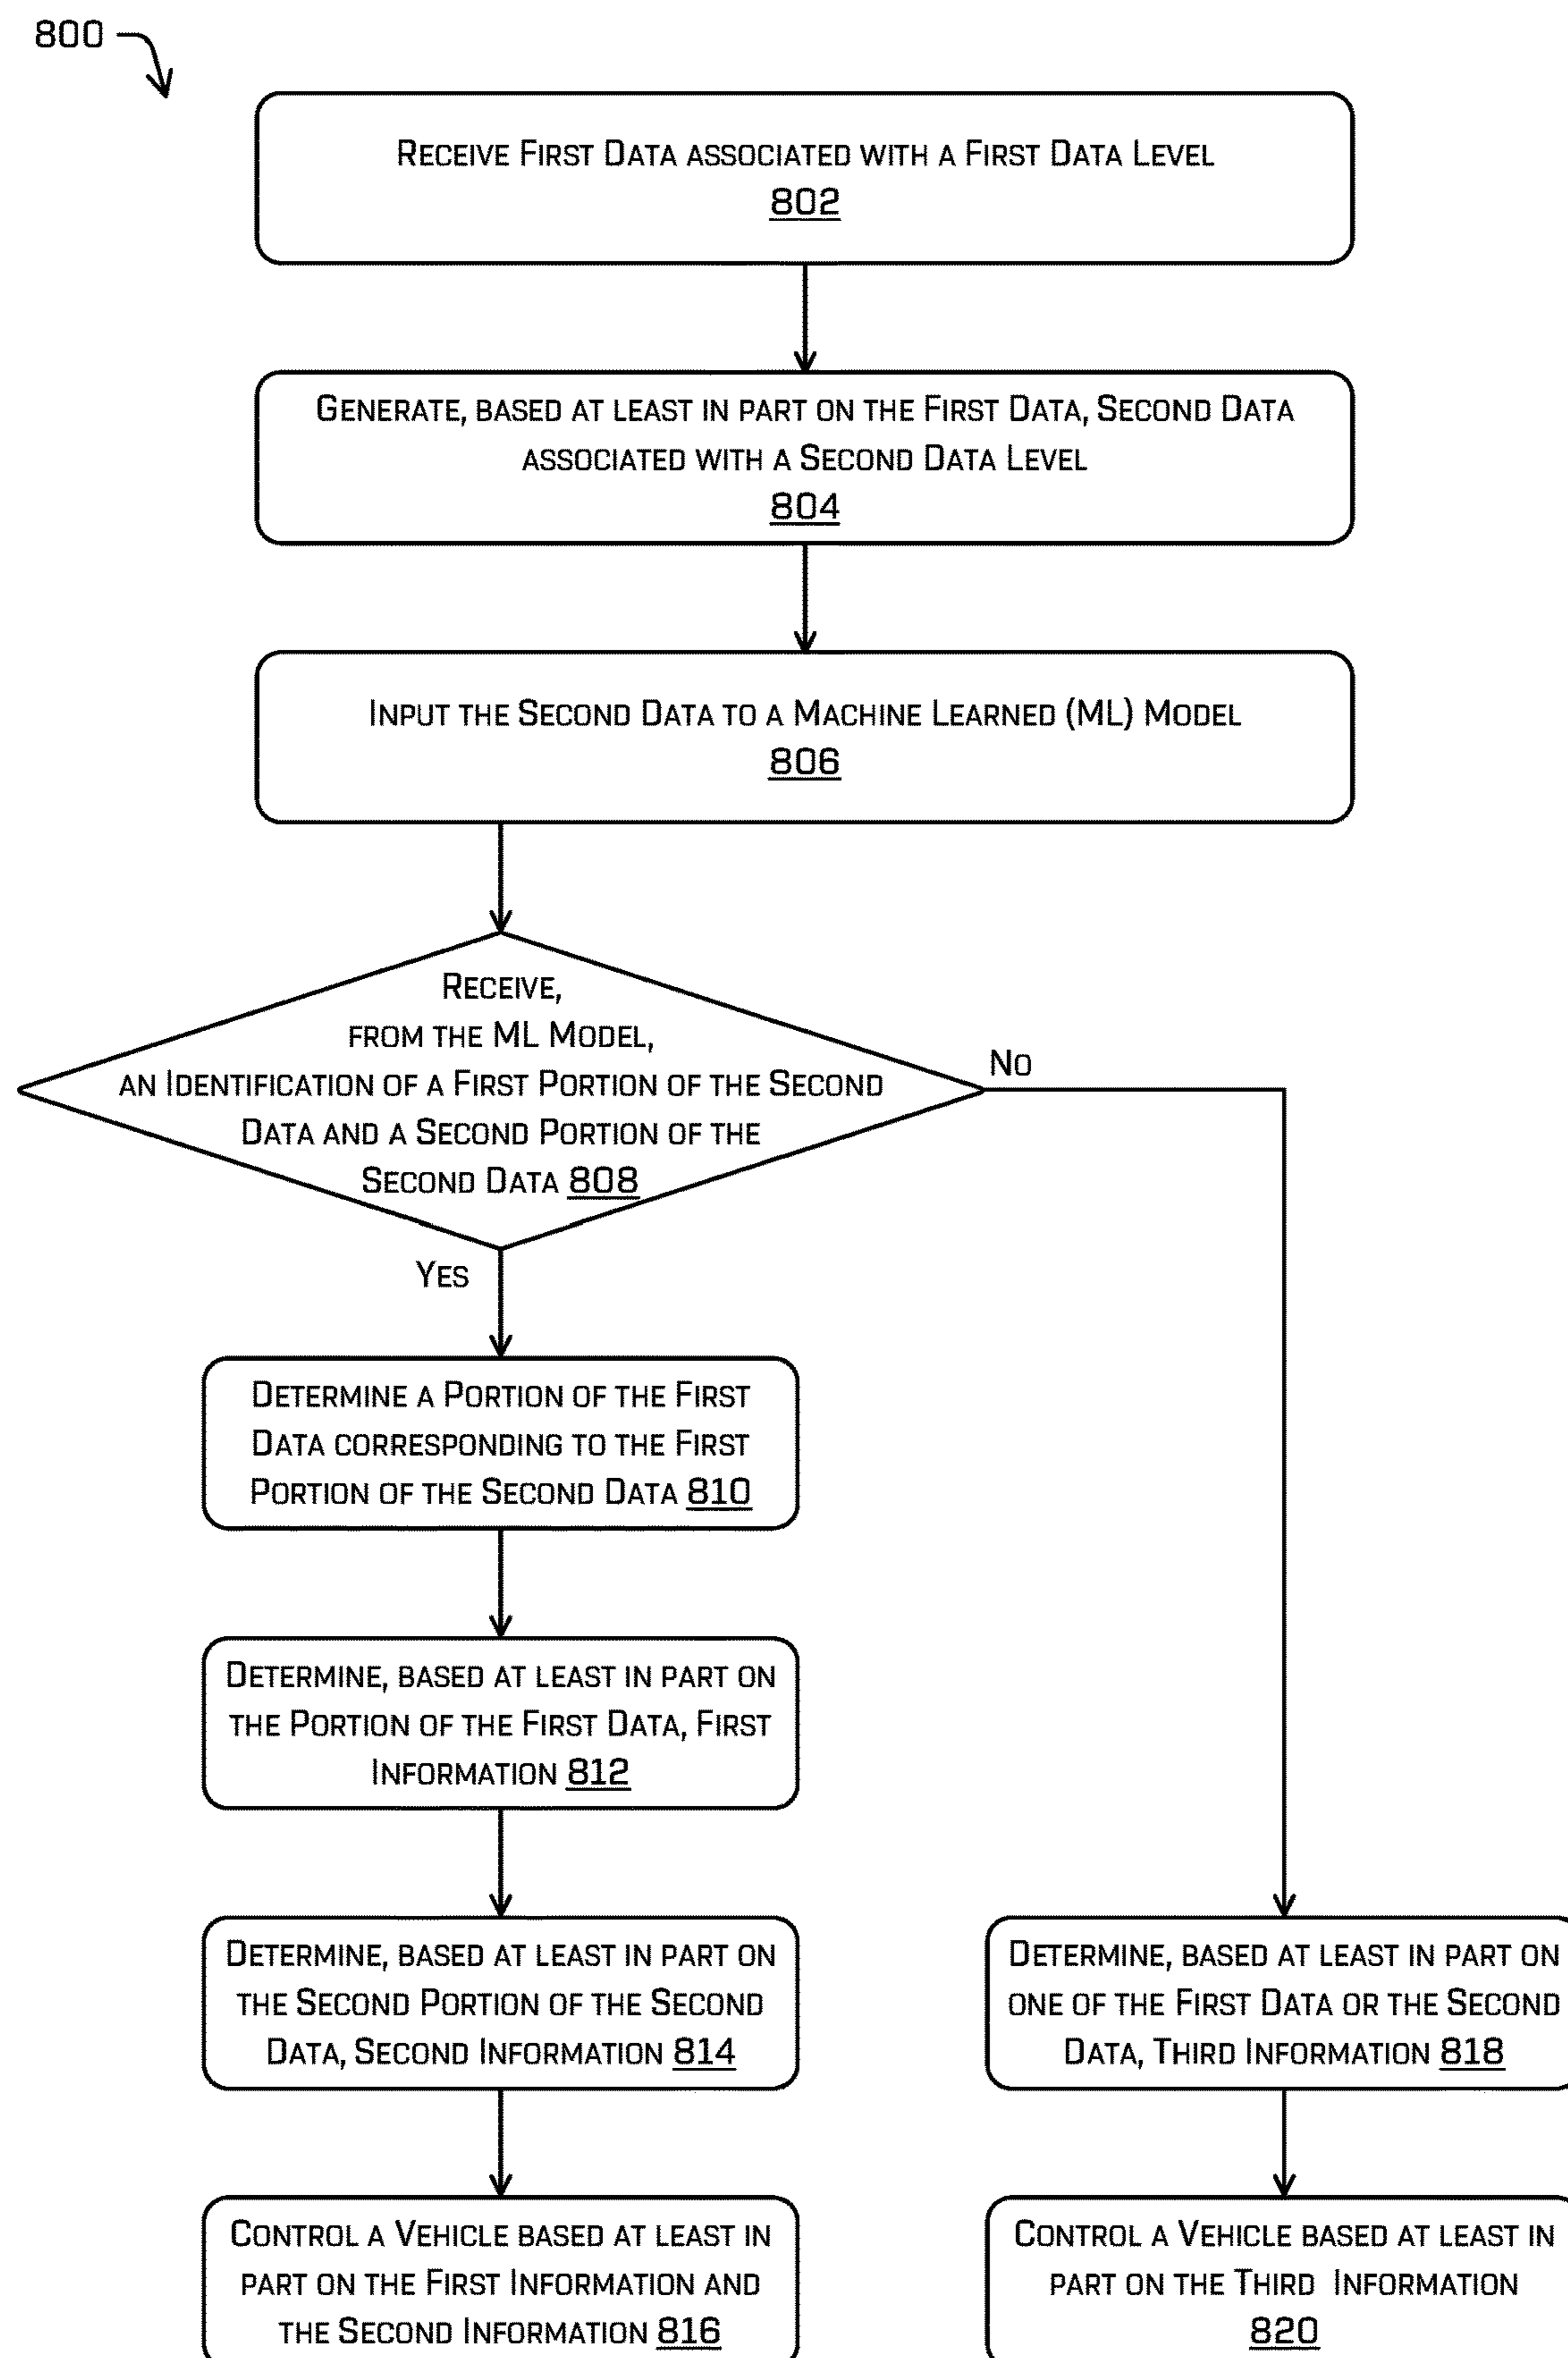 800
RECEIVE FIRST DATA ASSOCIATED WITH A FIRST DATA LEVEL
802
GENERATE, BASED AT LEAST IN PART ON THE FIRST DATA, SECOND DATA
ASSOCIATED WITH A SECOND DATA LEVEL
804
INPUT THE SECOND DATA TO A MACHINE LEARNED (ML) MODEL
806
RECEIVE,
FROM THE ML MODEL,
AN IDENTIFICATION OF A FIRST PORTION OF THE SECOND
DATA AND A SECOND PORTION OF THE
SECOND DATA 808
NO
YES
DETERMINE A PORTION OF THE FIRST
DATA CORRESPONDING TO THE FIRST
PORTION OF THE SECOND DATA 810
DETERMINE, BASED AT LEAST IN PART ON
THE PORTION OF THE FIRST DATA, FIRST
INFORMATION 812
DETERMINE, BASED AT LEAST IN PART ON
THE SECOND PORTION OF THE SECOND
DATA, SECOND INFORMATION 814
DETERMINE, BASED AT LEAST IN PART ON
ONE OF THE FIRST DATA OR THE SECOND
DATA, THIRD INFORMATION 818
CONTROL A VEHICLE BASED AT LEAST IN
PART ON THE FIRST INFORMATION AND
THE SECOND INFORMATION 816
CONTROL A VEHICLE BASED AT LEAST IN
PART ON THE THIRD INFORMATION
820